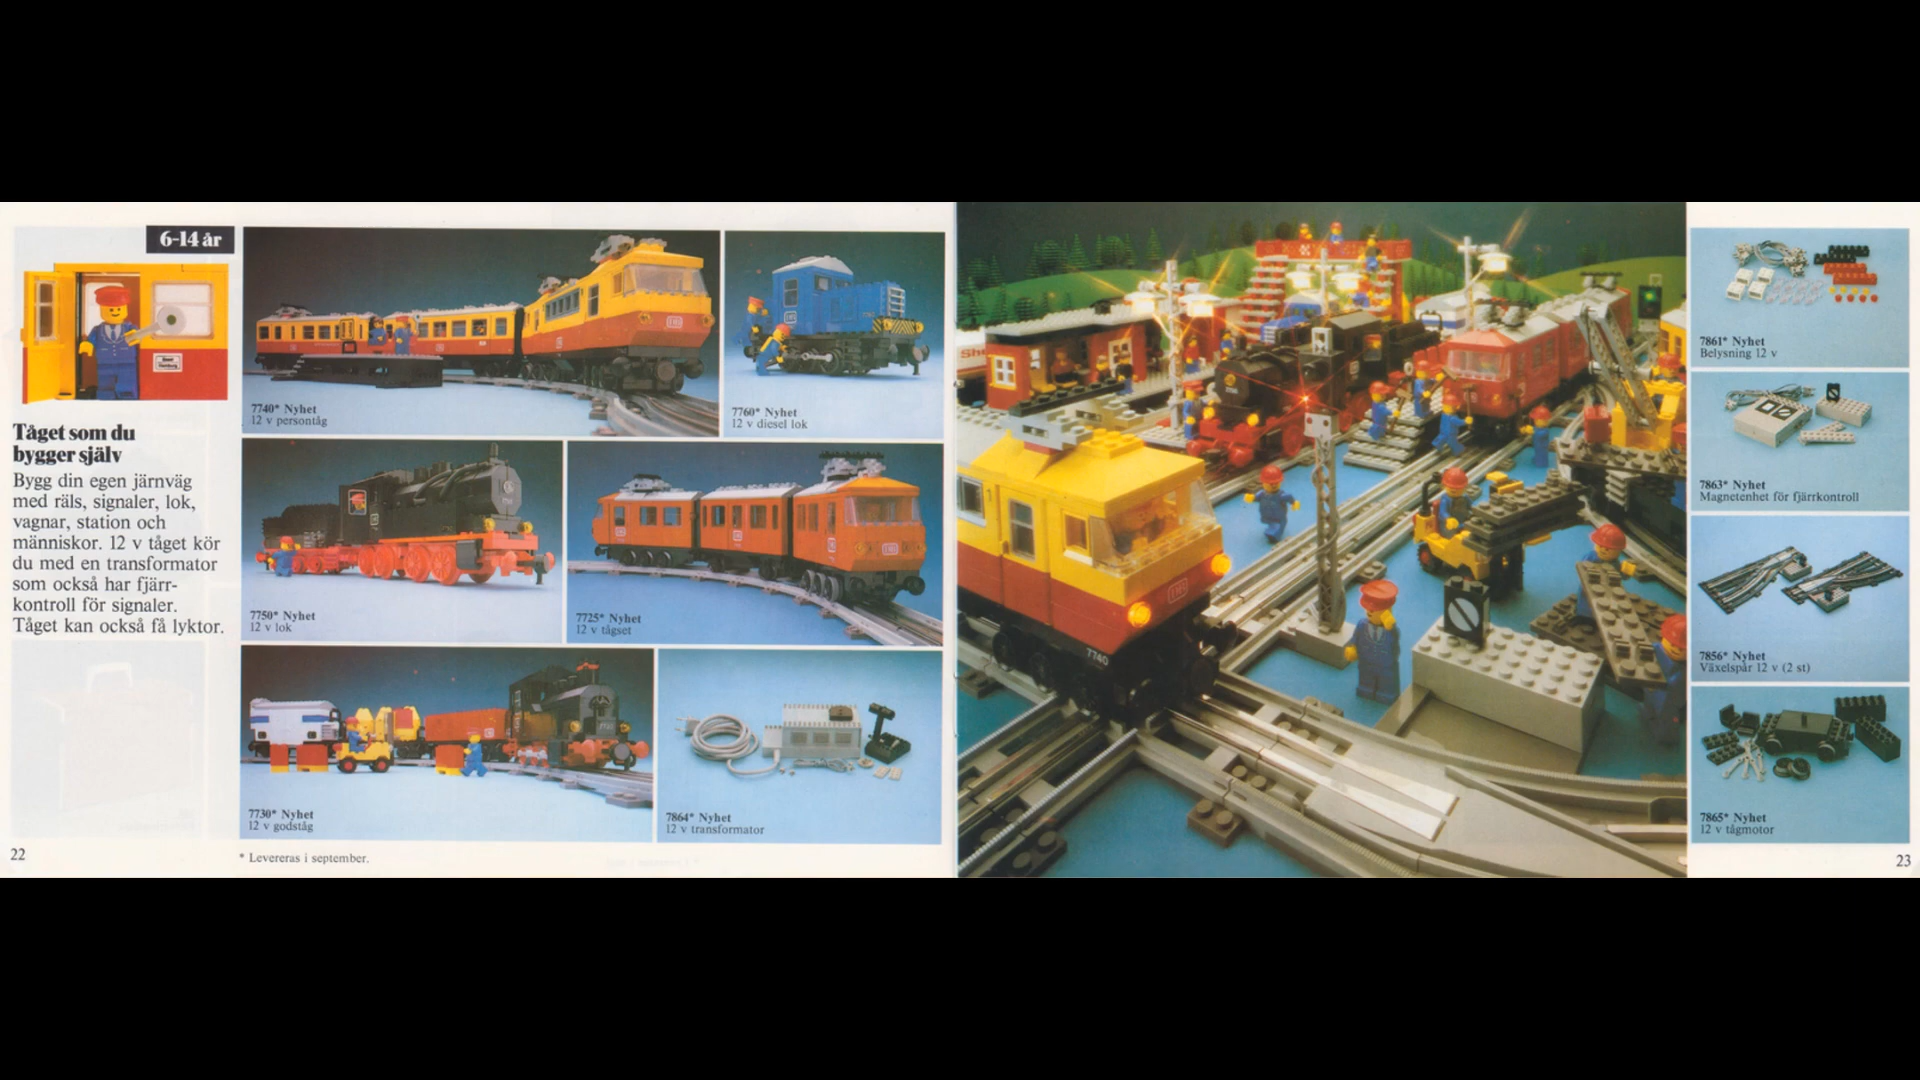 6-14 år
Tåget som du
bygger själv
Bygg din egen järnväg
med räls, signaler, lok,
vagnar, station och
människor. 12 v tåget kör
du med en transformator
som också har fjärr-
kontroll för signaler.
Tåget kan också få lyktor.
7740* Nyhet
12 v persontåg
7760* Nyhet
12 v diesel lok
7750* Nyhet
12 v lok
7725* Nyhet
12 v tågset
7730* Nyhet
12 v godståg
7864* Nyhet
12 v transformator
22
* Levereras i september.
7740
7861* Nyhet
Belysning 12 v
7863* Nyhet
Magnetenhet för fjärrkontroll
7856* Nyhet
Växelspår 12 v (2 st)
7865* Nyhet
12 v tågmotor
23